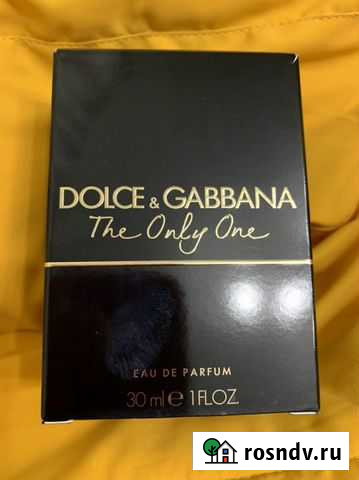 DOLCE & GABBANA
The Only One
EAU DE PARFUM
30 ml e 1 FL.OZ.
rosndv.ru